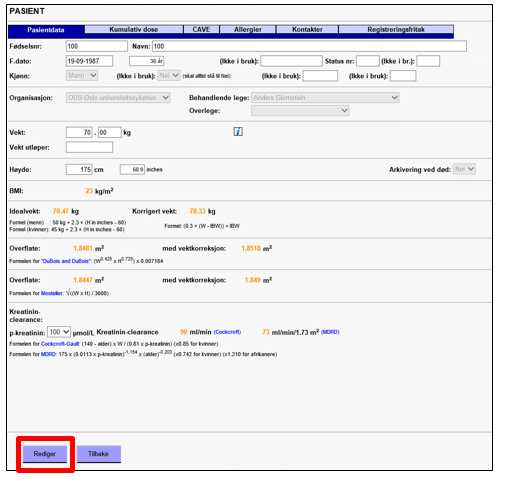 PASIENT
Pasientdata Kumulativ dose CAVE Allergier Kontakter Registreringsfritak
Fødselsnr: 100 Navn: 100
F.dato: 19-09-1987 36 år (Ikke i bruk): Status nr: (Ikke i br.):
Kjønn: Mann (Ikke i bruk): Nei (skal alltid stå til Nei) (Ikke i bruk): (Ikke i bruk):
Organisasjon: OUS-Oslo universitetssykehus Behandlende lege: Anders Glomstein
Overlege:
Vekt: 70 . 00 kg i
Vekt utløper:
Høyde: 175 cm 68.9 inches Arkivering ved død: Nei
BMI: 23 kg/m²
Idealvekt: 70.47 kg Korrigert vekt: 70.33 kg
Formel (menn) : 50 kg + 2.3 × (H in inches - 60)
Formel (kvinner): 45 kg + 2.3 × (H in inches - 60) Formel: (0.3 × (W - IBW)) + IBW
Overflate: 1.8481 m² med vektkorreksjon: 1.8518 m²
Formelen for "DuBois and DuBois": (W^0.425 x H^0.725) x 0.007184
Overflate: 1.8447 m² med vektkorreksjon: 1.849 m²
Formelen for Mosteller: √((W x H) / 3600)
Kreatinin-
clearance:
p-kreatinin: 100 µmol/L Kreatinin-clearance 90 ml/min (Cockcroft) 73 ml/min/1.73 m² (MDRD)
Formelen for Cockcroft-Gault: (140 - alder) x W / (0.81 x p-kreatinin) (x0.85 for kvinner)
Formelen for MDRD: 175 x (0.0113 x p-kreatinin)^-1.154 x (alder)^-0.203 (x0.742 for kvinner) (x1.210 for afrikanere)
Rediger Tilbake